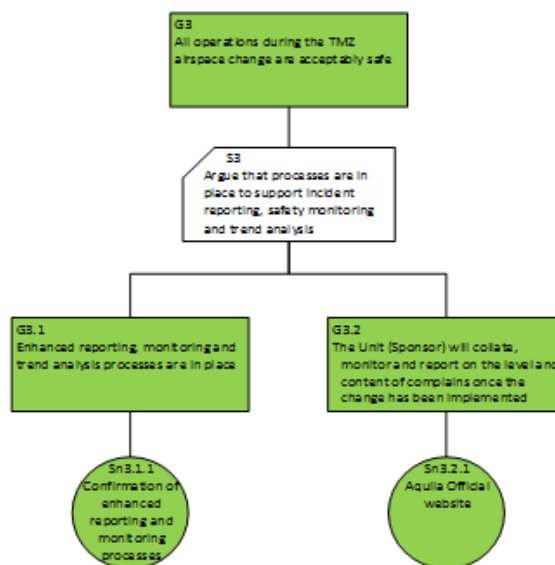 G3
All operations during the TMZ
airspace change are acceptably safe
S3
Argue that processes are in
place to support incident
reporting, safety monitoring
and trend analysis
G3.1
Enhanced reporting, monitoring and
trend analysis processes are in place
G3.2
The Unit (Sponsor) will collate,
monitor and report on the level and
content of complains once the
change has been implemented
Sn3.1.1
Confirmation of
enhanced
reporting and
monitoring
processes
Sn3.2.1
Aquila Official
website